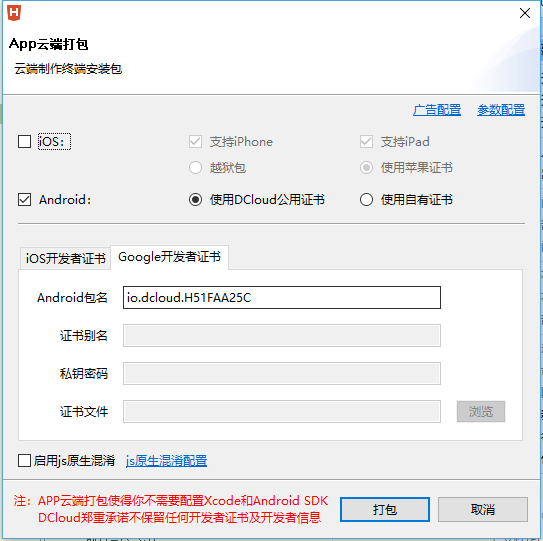 App云端打包
云端制作终端安装包
广告配置 参数配置
iOS: 支持iPhone 支持iPad
越狱包 使用苹果证书
Android: 使用DCloud公用证书 使用自有证书
iOS开发者证书 Google开发者证书
Android包名 io.dcloud.H51FAA25C
证书别名
私钥密码
证书文件 浏览
启用js原生混淆 js原生混淆配置
注：APP云端打包使得你不需要配置Xcode和Android SDK
DCloud郑重承诺不保留任何开发者证书及开发者信息
打包 取消